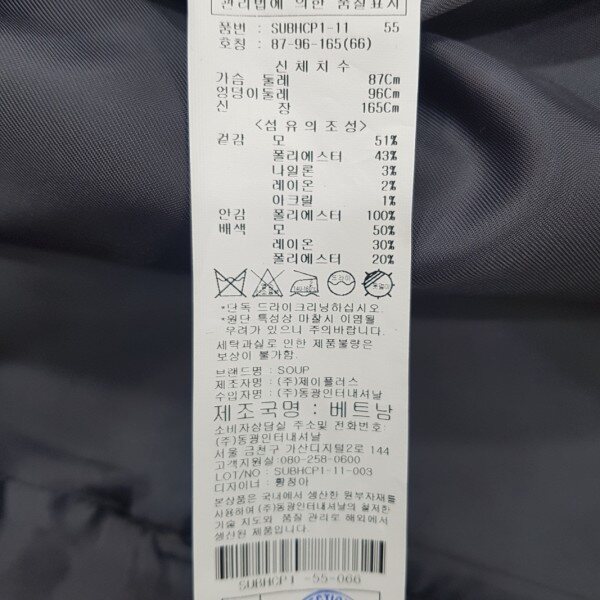 관리법에 의한 품질표시
품번 : SUBHCP1-11 55
호칭 : 87-96-165(66)
신 체 치 수
가슴 둘레 87Cm
엉덩이둘레 96Cm
신 장 165Cm
<섬 유 의 조 성>
겉감 모 51%
폴리에스터 43%
나일론 3%
레이온 2%
아크릴 1%
안감 폴리에스터 100%
배색 모 50%
레이온 30%
폴리에스터 20%
드라이
*단독 드라이크리닝하십시오.
*원단 특성상 마찰시 이염될
우려가 있으니 주의바랍니다.
세탁과실로 인한 제품불량은
보상이 불가함.
브랜드명 : SOUP
제조자명 : (주)제이플러스
수입자명 : (주)동광인터내셔날
제조국명 : 베트남
소비자상담실 주소및 전화번호:
(주)동광인터내셔날
서울 금천구 가산디지털2로 144
고객지원실:080-258-0600
LOT/NO : SUBHCP1-11-003
디자이너 : 황정아
본상품은 국내에서 생산한 원부자재를
사용하여 (주)동광인터내셔날의 철저한
기술 지도와 품질 관리로 해외에서
생산된 제품입니다.
SUBHCP1 -55-066